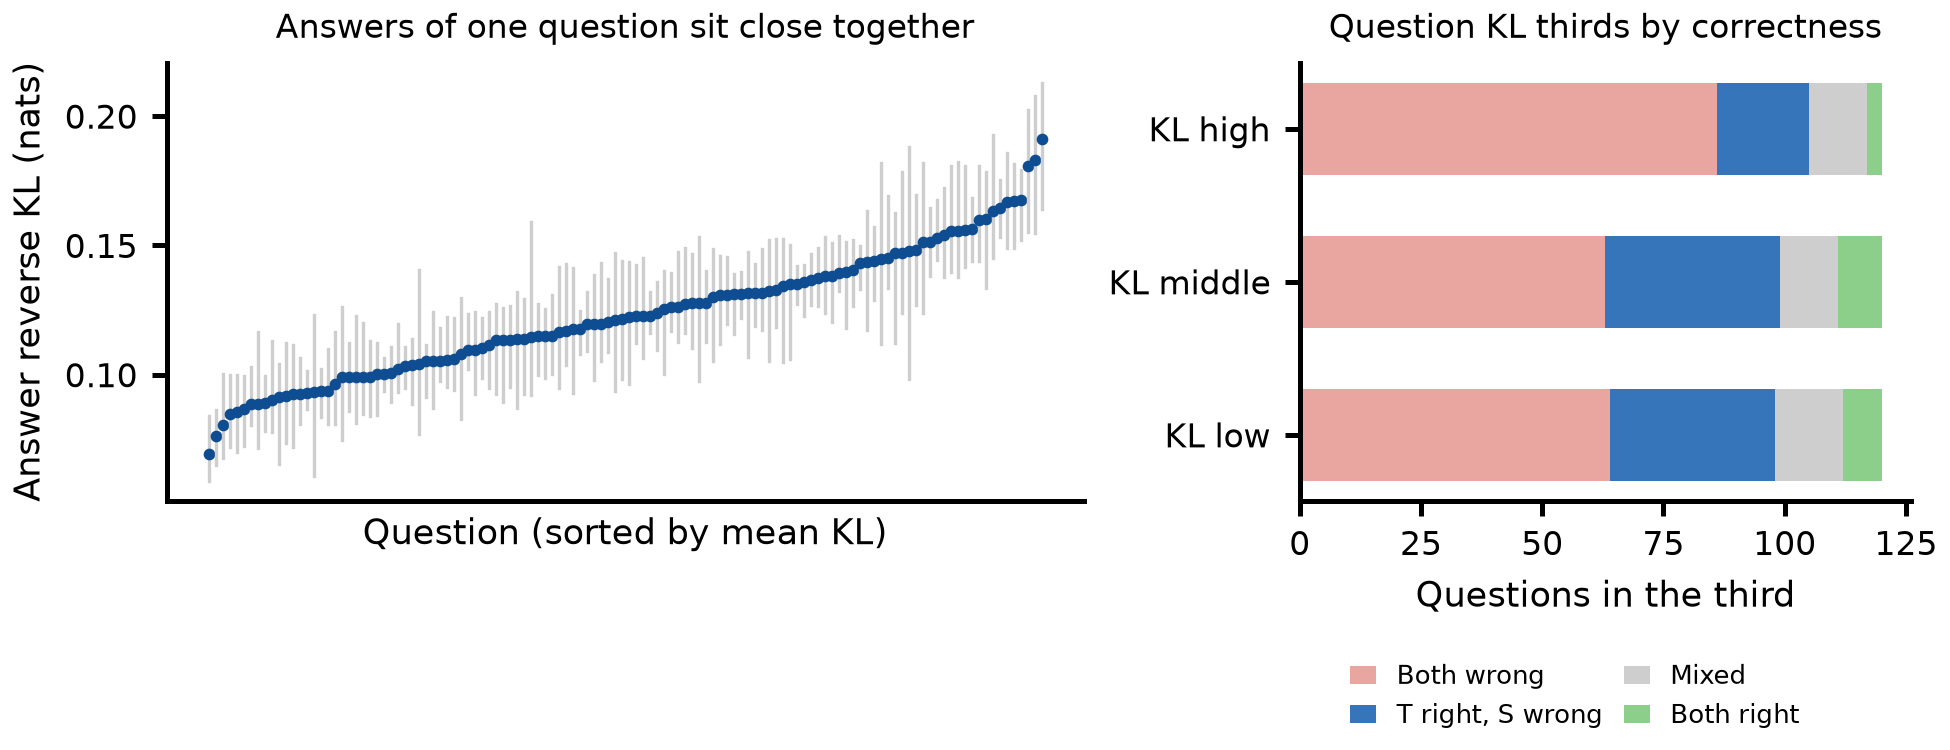 Answers of one question sit close together
Answer reverse KL (nats)
0.20
0.15
0.10
Question (sorted by mean KL)
Question KL thirds by correctness
KL high
KL middle
KL low
0 25 50 75 100 125
Questions in the third
Both wrong Mixed
T right, S wrong Both right